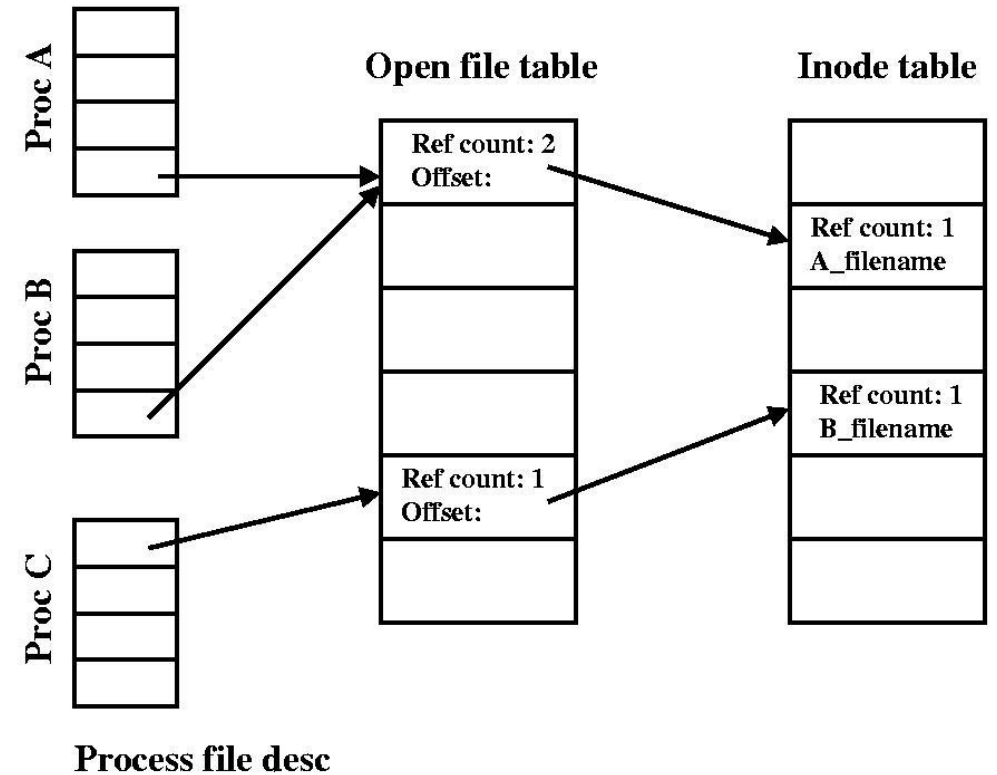 Proc A
Proc B
Proc C
Process file desc
Open file table
Ref count: 2
Offset:
Ref count: 1
Offset:
Inode table
Ref count: 1
A_filename
Ref count: 1
B_filename